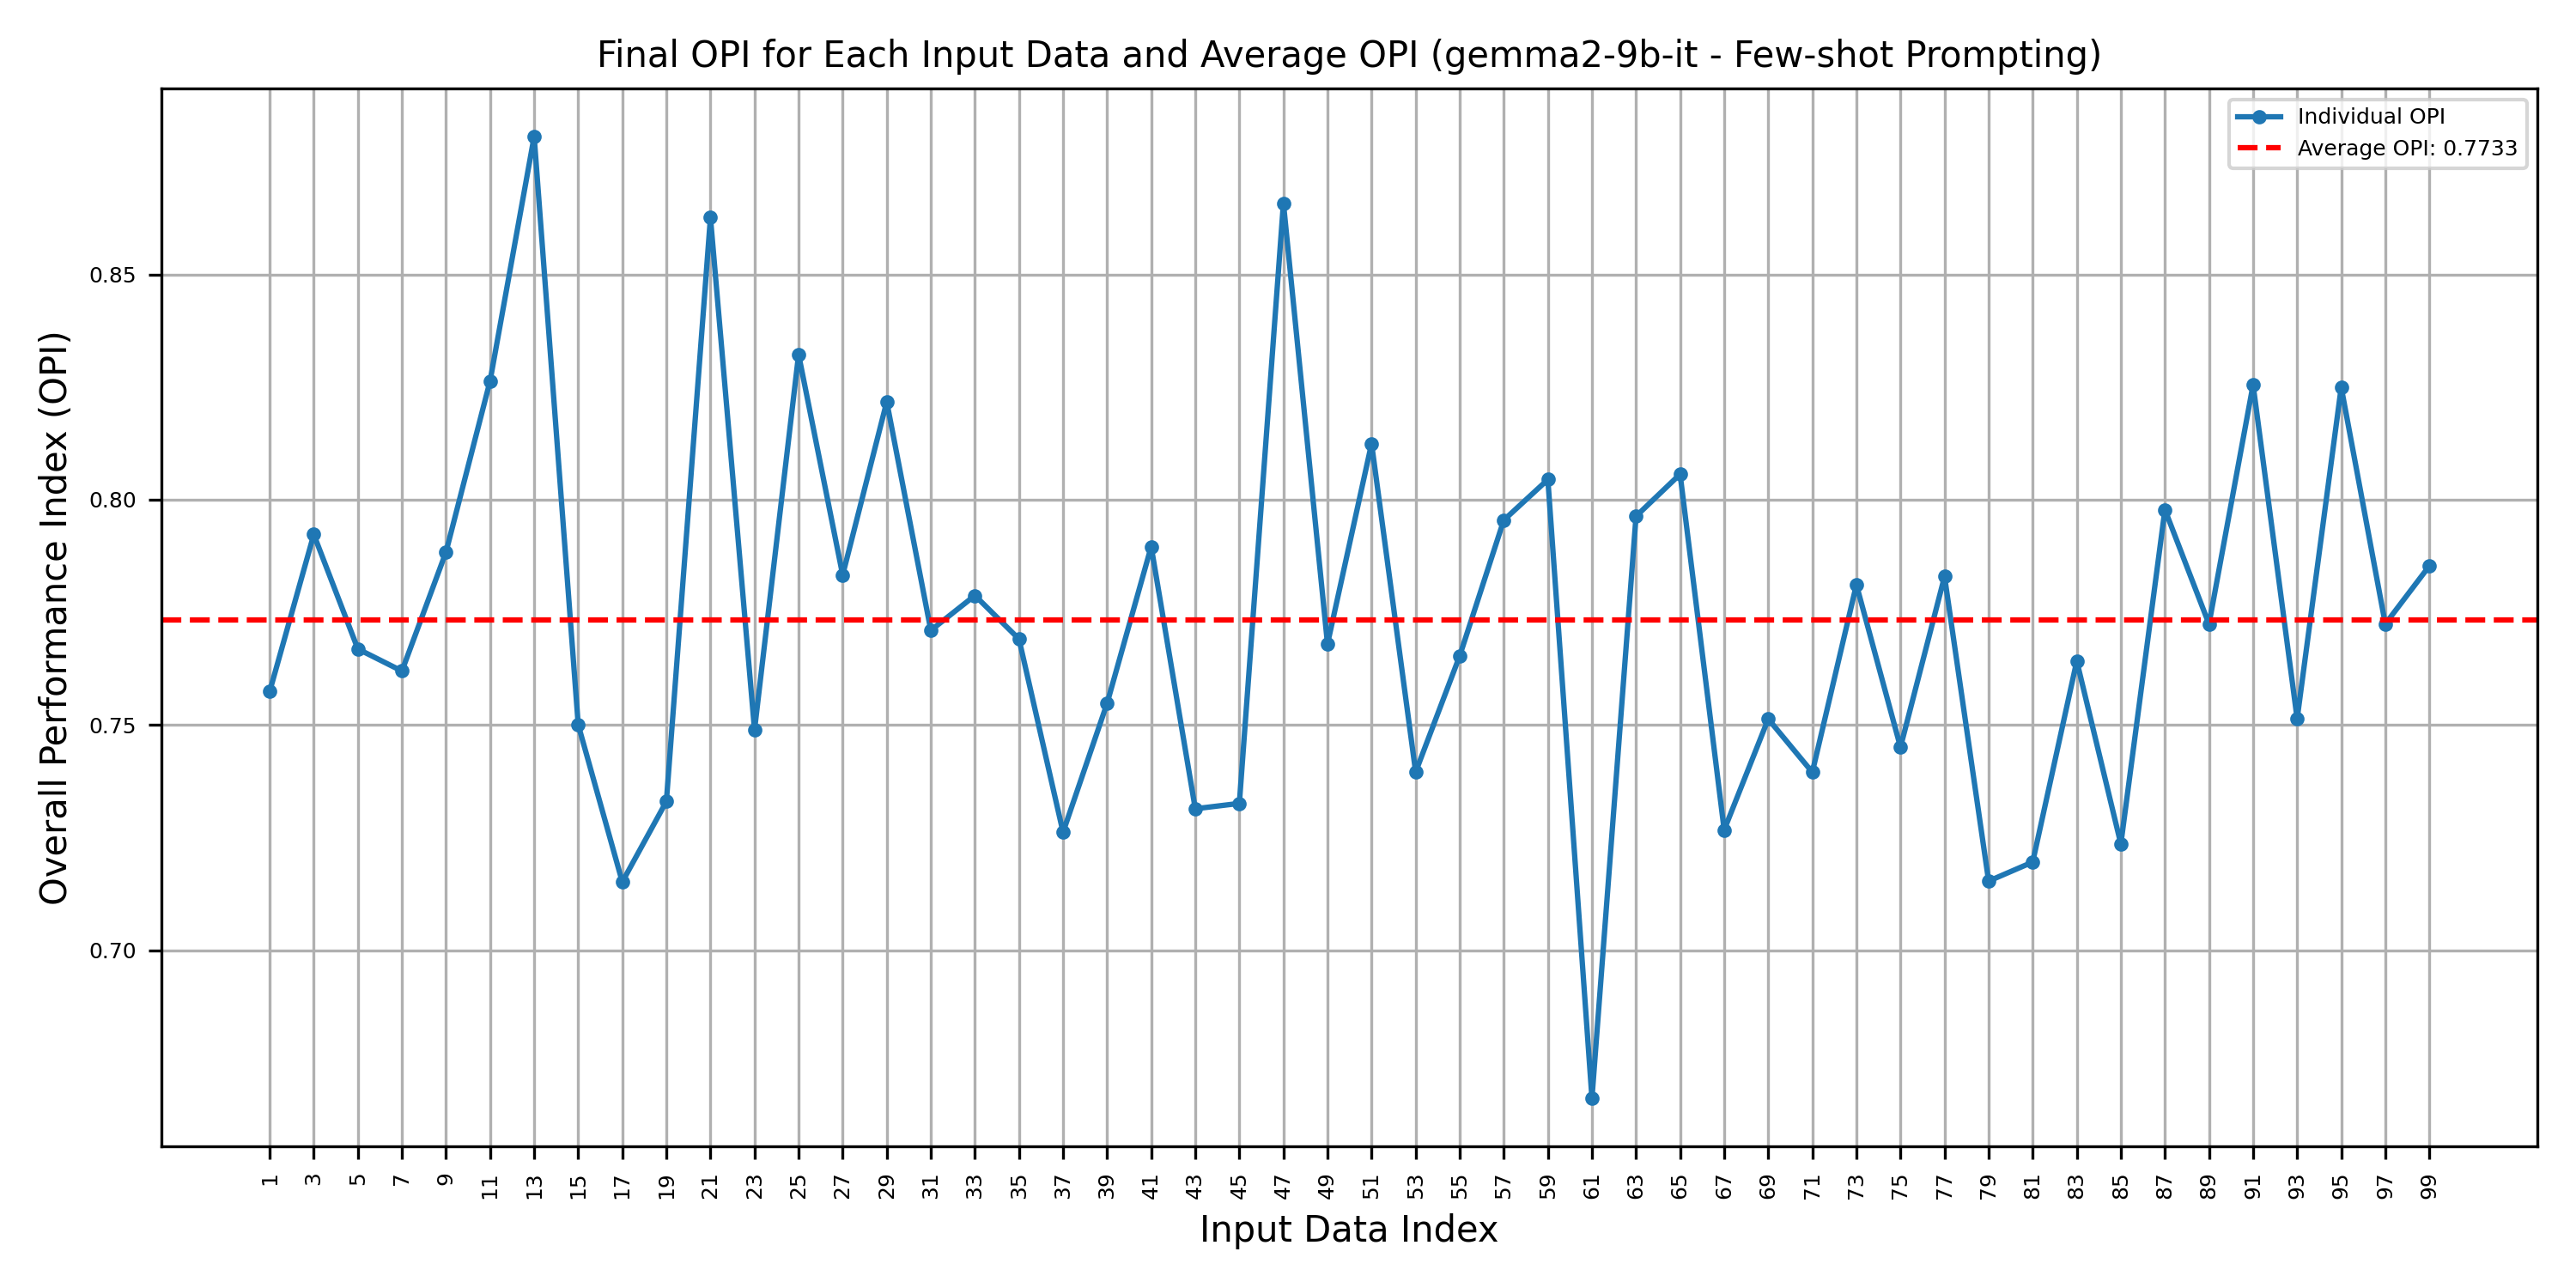 Final OPI for Each Input Data and Average OPI (gemma2-9b-it - Few-shot Prompting)
Individual OPI
Average OPI: 0.7733
Overall Performance Index (OPI)
0.85
0.80
0.75
0.70
1 3 5 7 9 11 13 15 17 19 21 23 25 27 29 31 33 35 37 39 41 43 45 47 49 51 53 55 57 59 61 63 65 67 69 71 73 75 77 79 81 83 85 87 89 91 93 95 97 99
Input Data Index